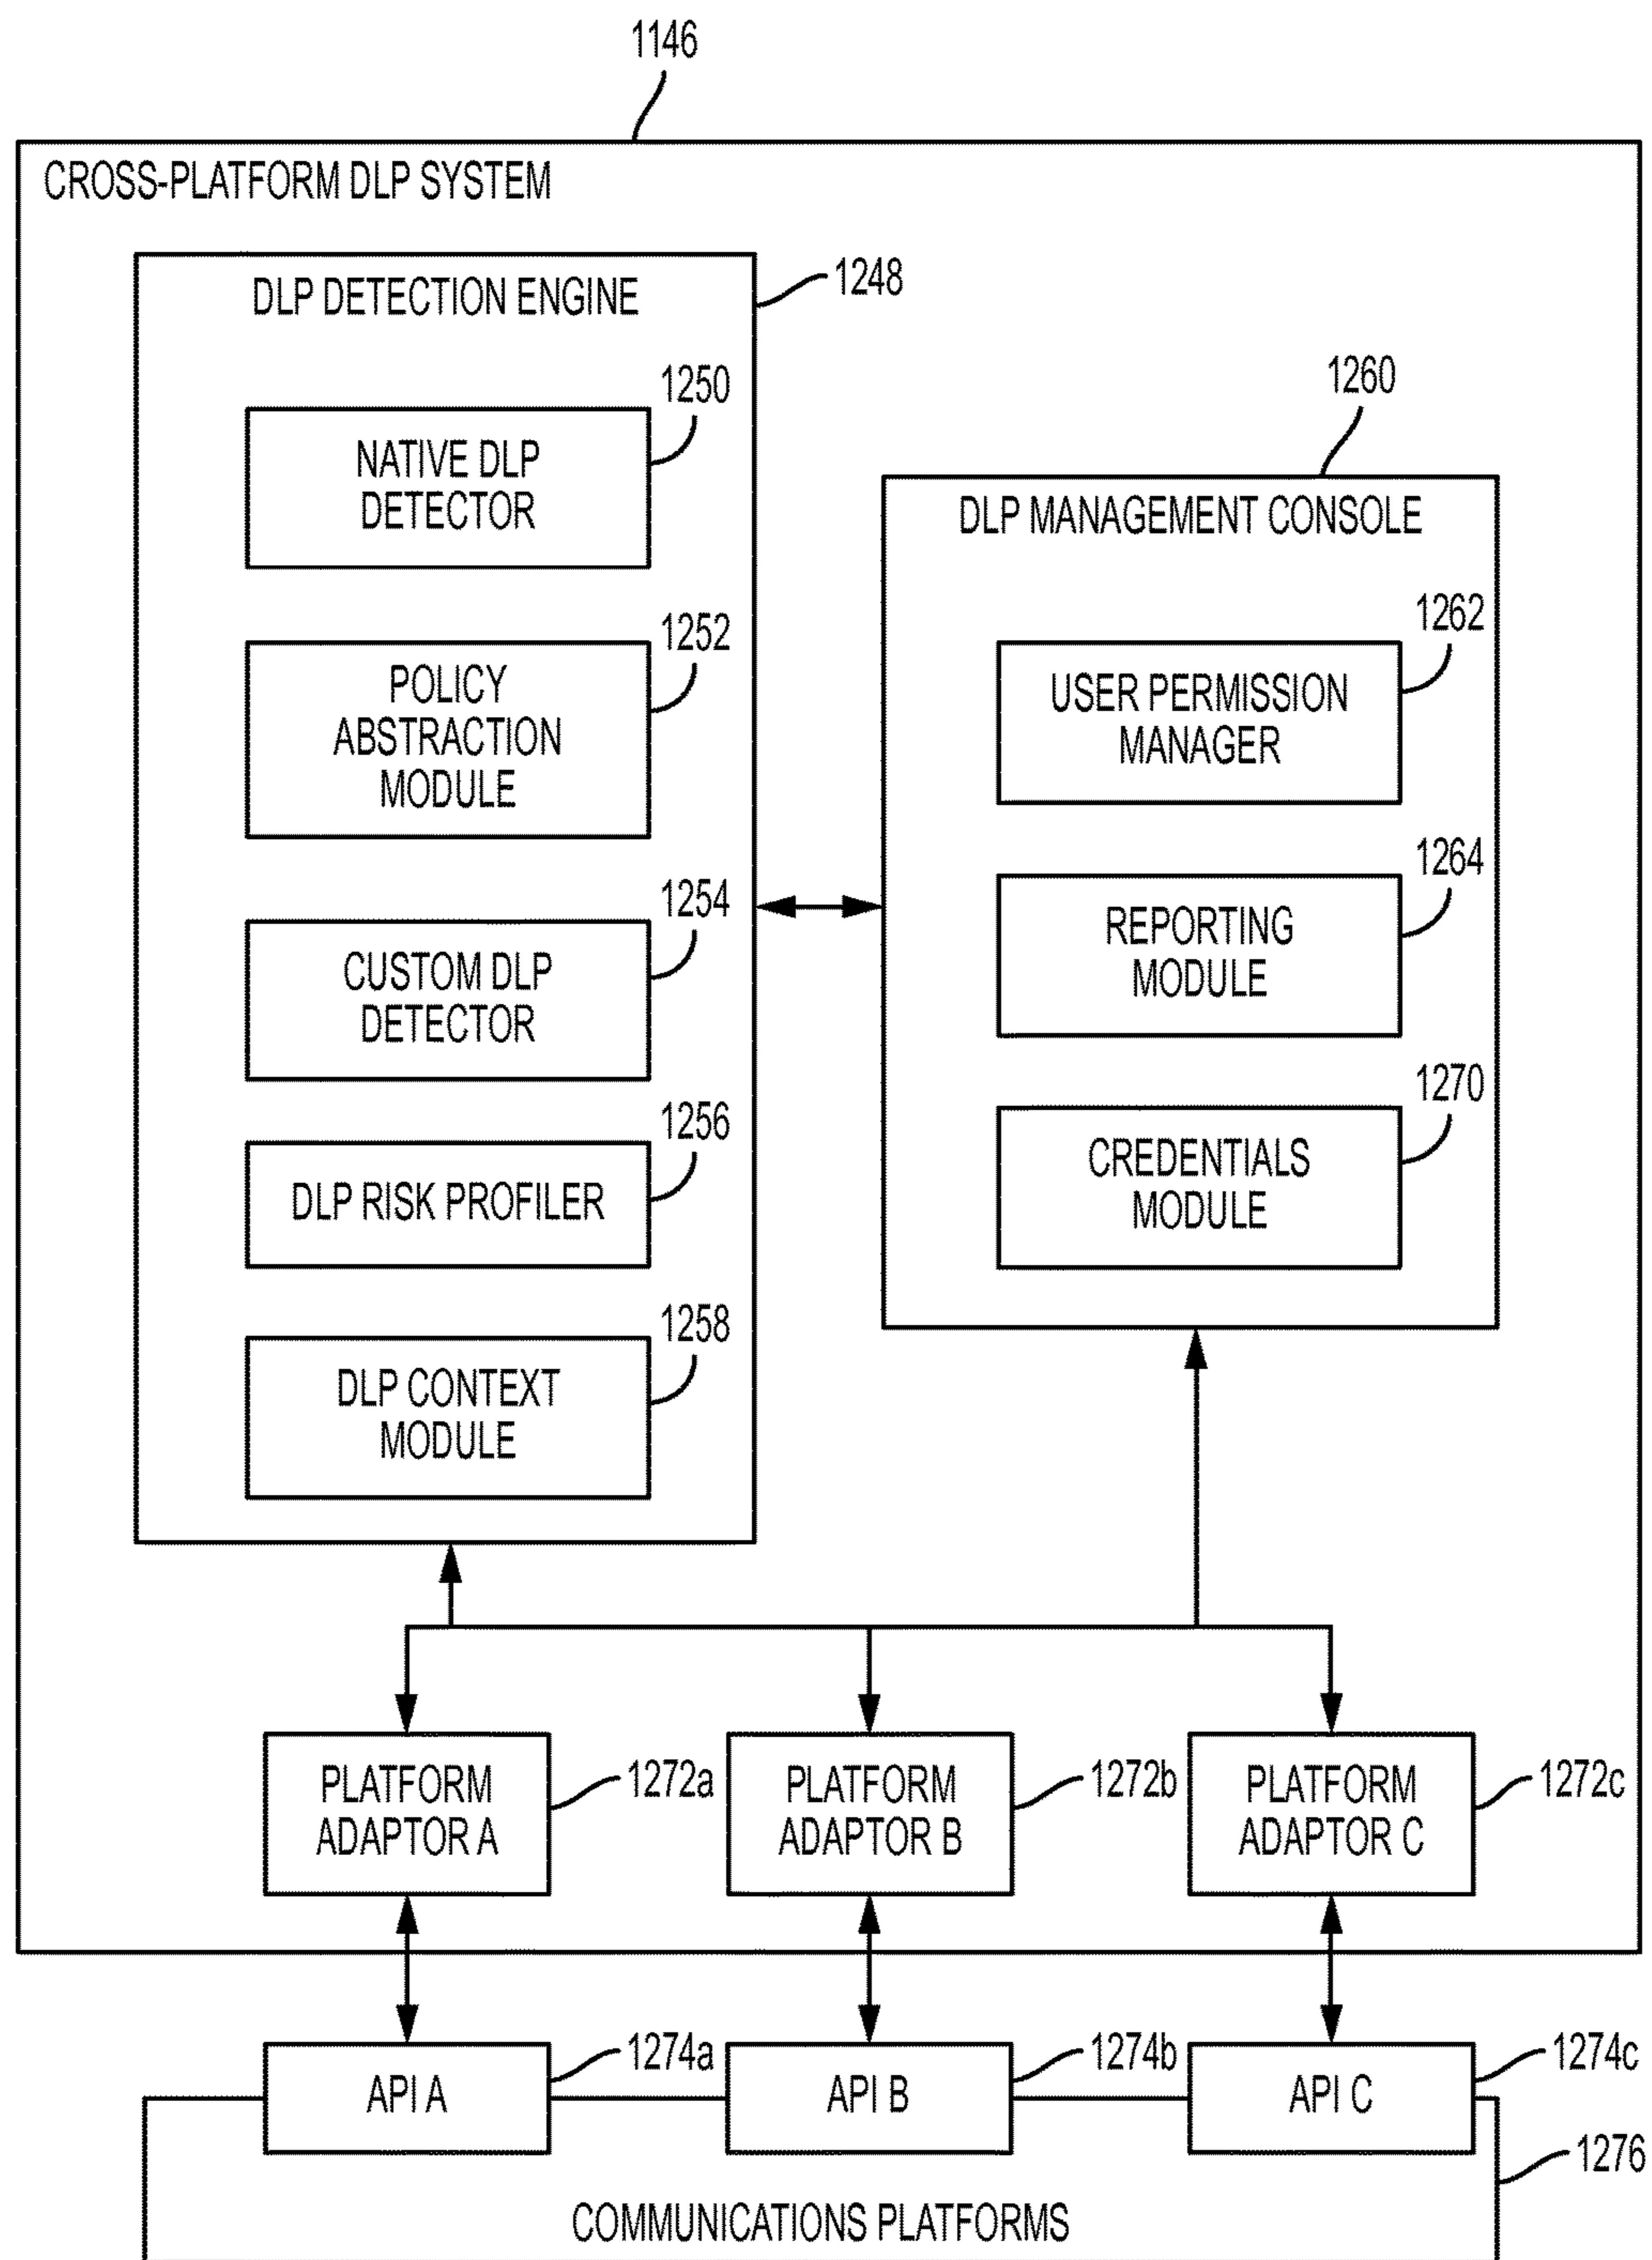 1146
CROSS-PLATFORM DLP SYSTEM
DLP DETECTION ENGINE
1248
1250
NATIVE DLP
DETECTOR
1252
POLICY
ABSTRACTION
MODULE
1254
CUSTOM DLP
DETECTOR
1256
DLP RISK PROFILER
1258
DLP CONTEXT
MODULE
1260
DLP MANAGEMENT CONSOLE
1262
USER PERMISSION
MANAGER
1264
REPORTING
MODULE
1270
CREDENTIALS
MODULE
PLATFORM
ADAPTOR A
1272a
PLATFORM
ADAPTOR B
1272b
PLATFORM
ADAPTOR C
1272c
API A
1274a
API B
1274b
API C
1274c
1276
COMMUNICATIONS PLATFORMS